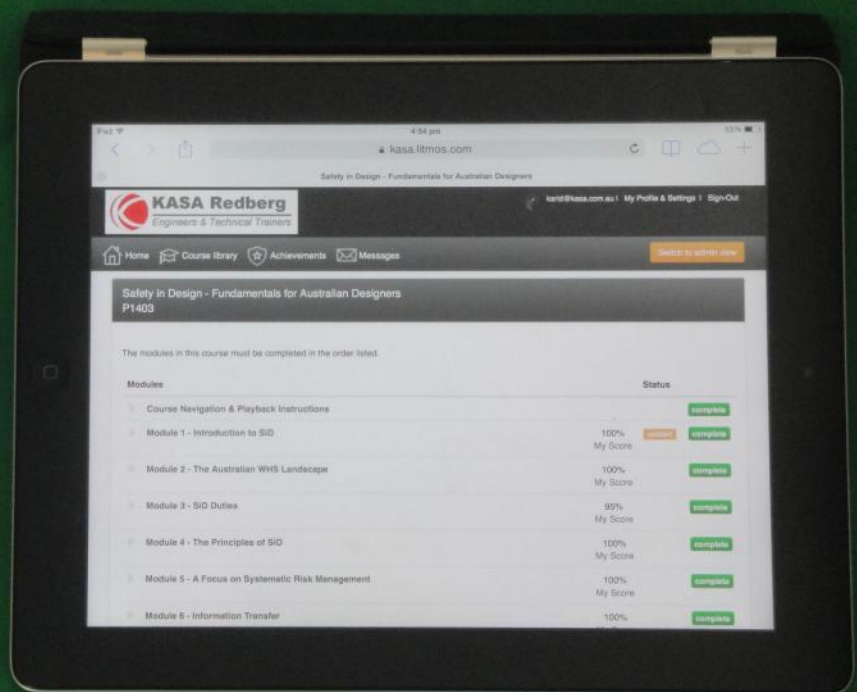 iPad
4:54 pm
53%
kasa.litmos.com
Safety in Design - Fundamentals for Australian Designers
KASA Redberg
Engineers & Technical Trainers
karid@kasa.com.au | My Profile & Settings | Sign-Out
Home Course library Achievements Messages
Switch to admin view
Safety in Design - Fundamentals for Australian Designers
P1403
The modules in this course must be completed in the order listed.
Modules Status
Course Navigation & Playback Instructions complete
Module 1 - Introduction to SiD 100% complete
My Score
Module 2 - The Australian WHS Landscape 100% complete
My Score
Module 3 - SiD Duties 95% complete
My Score
Module 4 - The Principles of SiD 100% complete
My Score
Module 5 - A Focus on Systematic Risk Management 100% complete
My Score
Module 6 - Information Transfer 100% complete